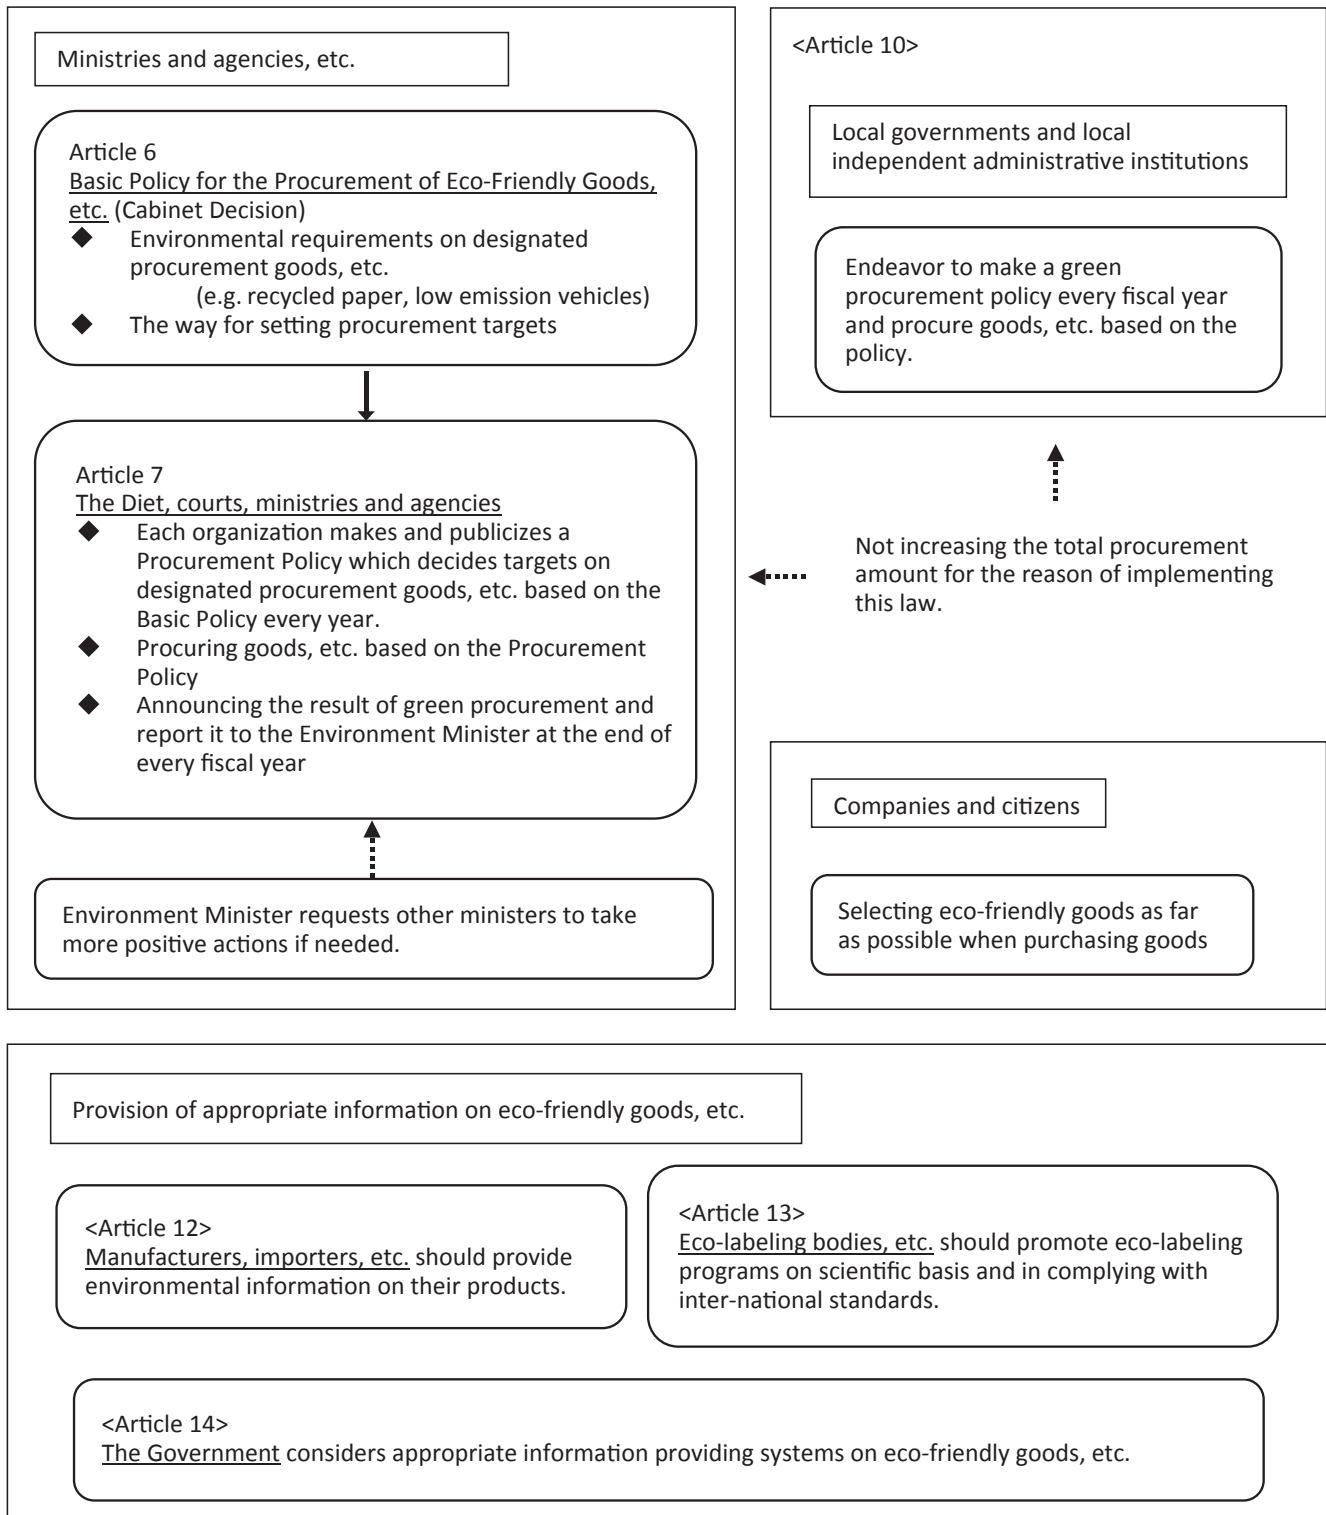 Ministries and agencies, etc.
Article 6
Basic Policy for the Procurement of Eco-Friendly Goods,
etc. (Cabinet Decision)
◆ Environmental requirements on designated
procurement goods, etc.
(e.g. recycled paper, low emission vehicles)
◆ The way for setting procurement targets
Article 7
The Diet, courts, ministries and agencies
◆ Each organization makes and publicizes a
Procurement Policy which decides targets on
designated procurement goods, etc. based on the
Basic Policy every year.
◆ Procuring goods, etc. based on the Procurement
Policy
◆ Announcing the result of green procurement and
report it to the Environment Minister at the end of
every fiscal year
Environment Minister requests other ministers to take
more positive actions if needed.
<Article 10>
Local governments and local
independent administrative institutions
Endeavor to make a green
procurement policy every fiscal year
and procure goods, etc. based on the
policy.
Not increasing the total procurement
amount for the reason of implementing
this law.
Companies and citizens
Selecting eco-friendly goods as far
as possible when purchasing goods
Provision of appropriate information on eco-friendly goods, etc.
<Article 12>
Manufacturers, importers, etc. should provide
environmental information on their products.
<Article 13>
Eco-labeling bodies, etc. should promote eco-labeling
programs on scientific basis and in complying with
inter-national standards.
<Article 14>
The Government considers appropriate information providing systems on eco-friendly goods, etc.